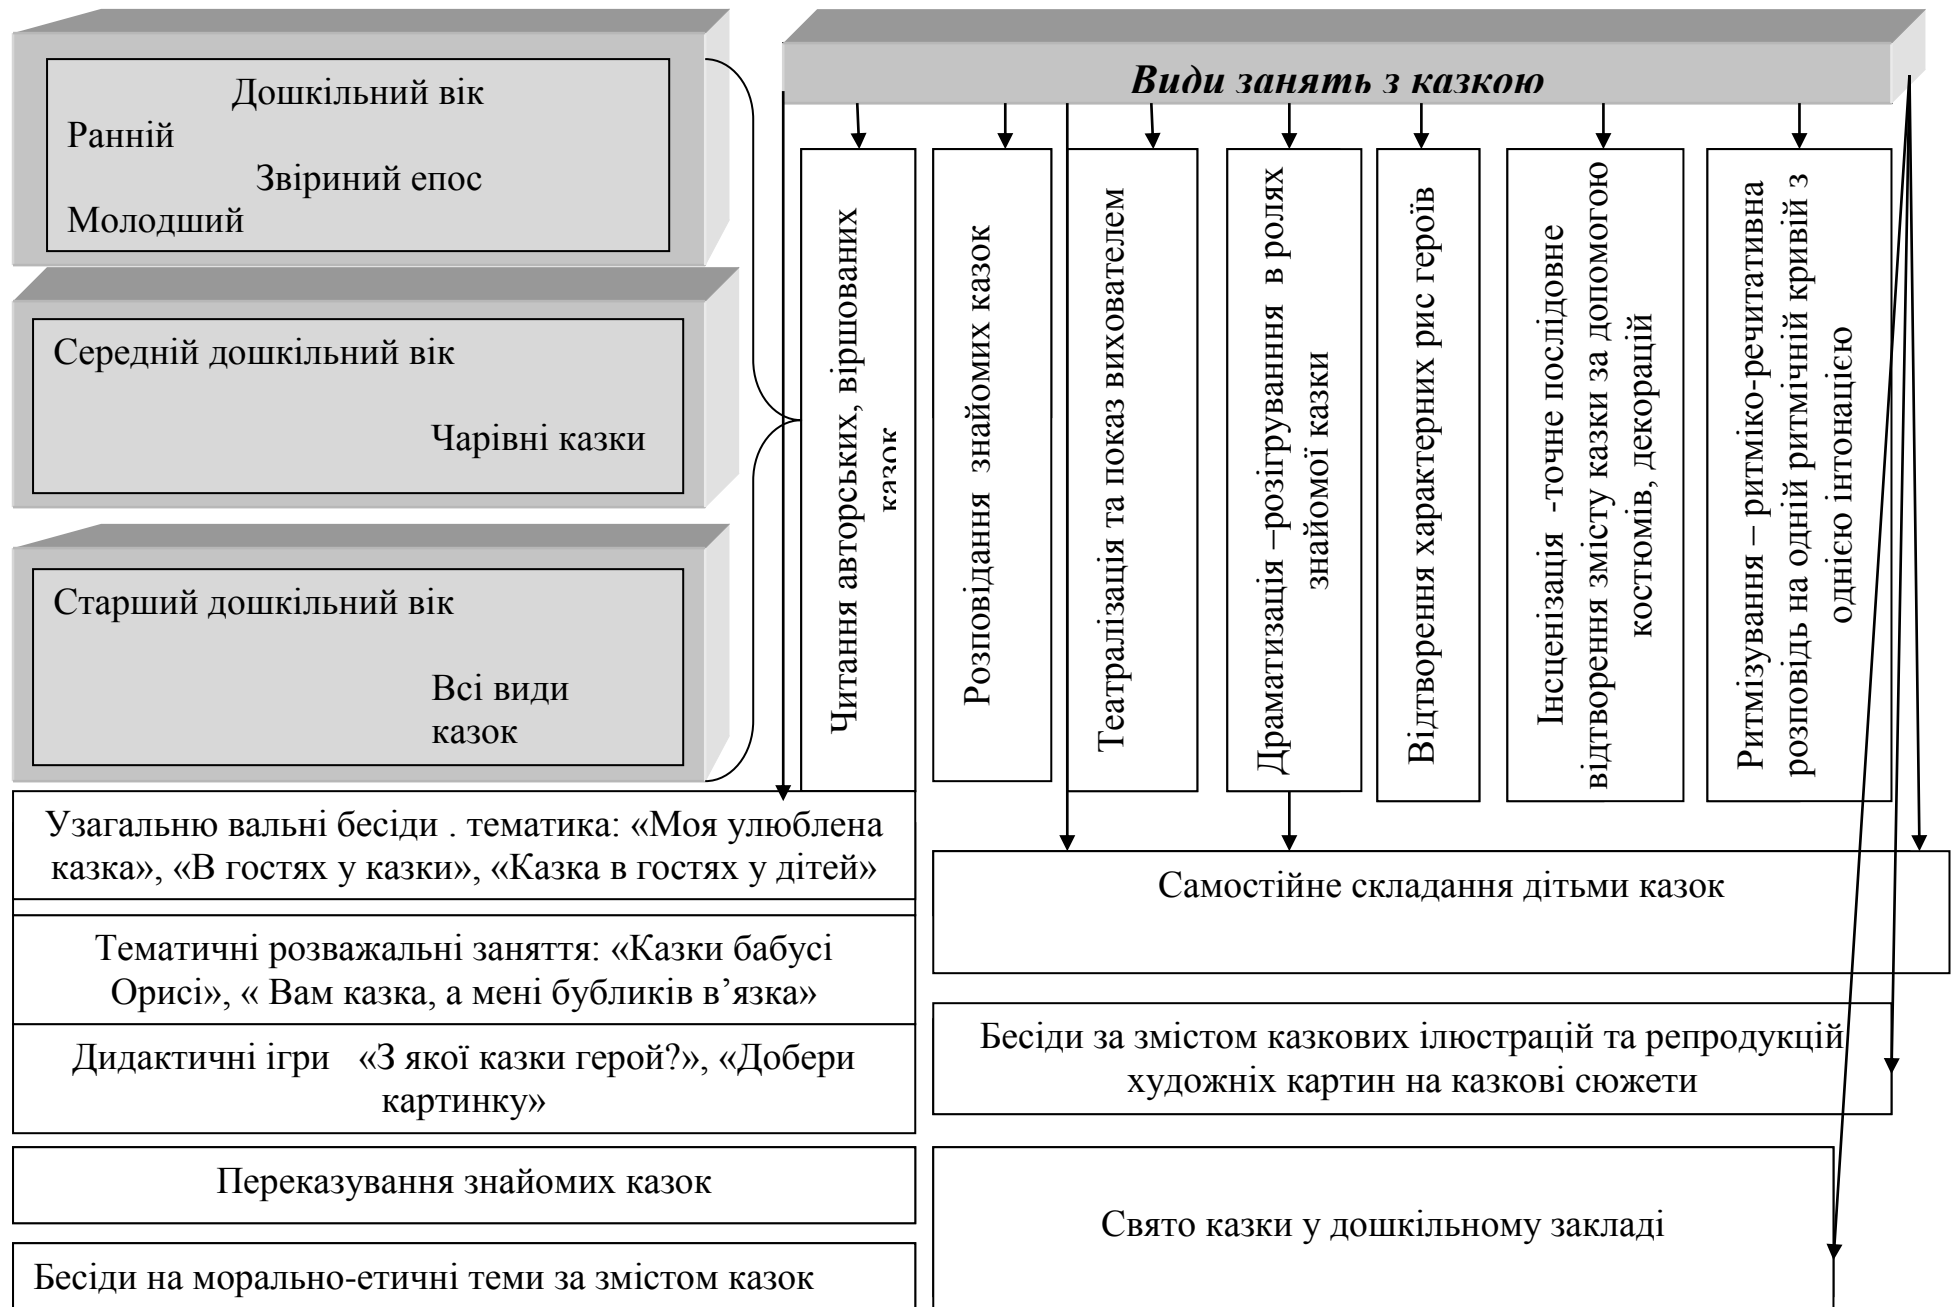 Дошкільний вік
Ранній
Звіриний епос
Молодший
Середній дошкільний вік
Чарівні казки
Старший дошкільний вік
Всі види
казок
Види занять з казкою
Читання авторських, віршованих
казок
Розповідання знайомих казок
Театралізація та показ вихователем
Драматизація –розігрування в ролях
знайомої казки
Відтворення характерних рис героїв
Інсценізація -точне послідовне
відтворення змісту казки за допомогою
костюмів, декорацій
Ритмізування – ритміко-речитативна
розповідь на одній ритмічній кривій з
однією інтонацією
Узагальню вальні бесіди . тематика: «Моя улюблена
казка», «В гостях у казки», «Казка в гостях у дітей»
Тематичні розважальні заняття: «Казки бабусі
Орисі», « Вам казка, а мені бубликів в’язка»
Дидактичні ігри «З якої казки герой?», «Добери
картинку»
Переказування знайомих казок
Бесіди на морально-етичні теми за змістом казок
Самостійне складання дітьми казок
Бесіди за змістом казкових ілюстрацій та репродукцій
художніх картин на казкові сюжети
Свято казки у дошкільному закладі